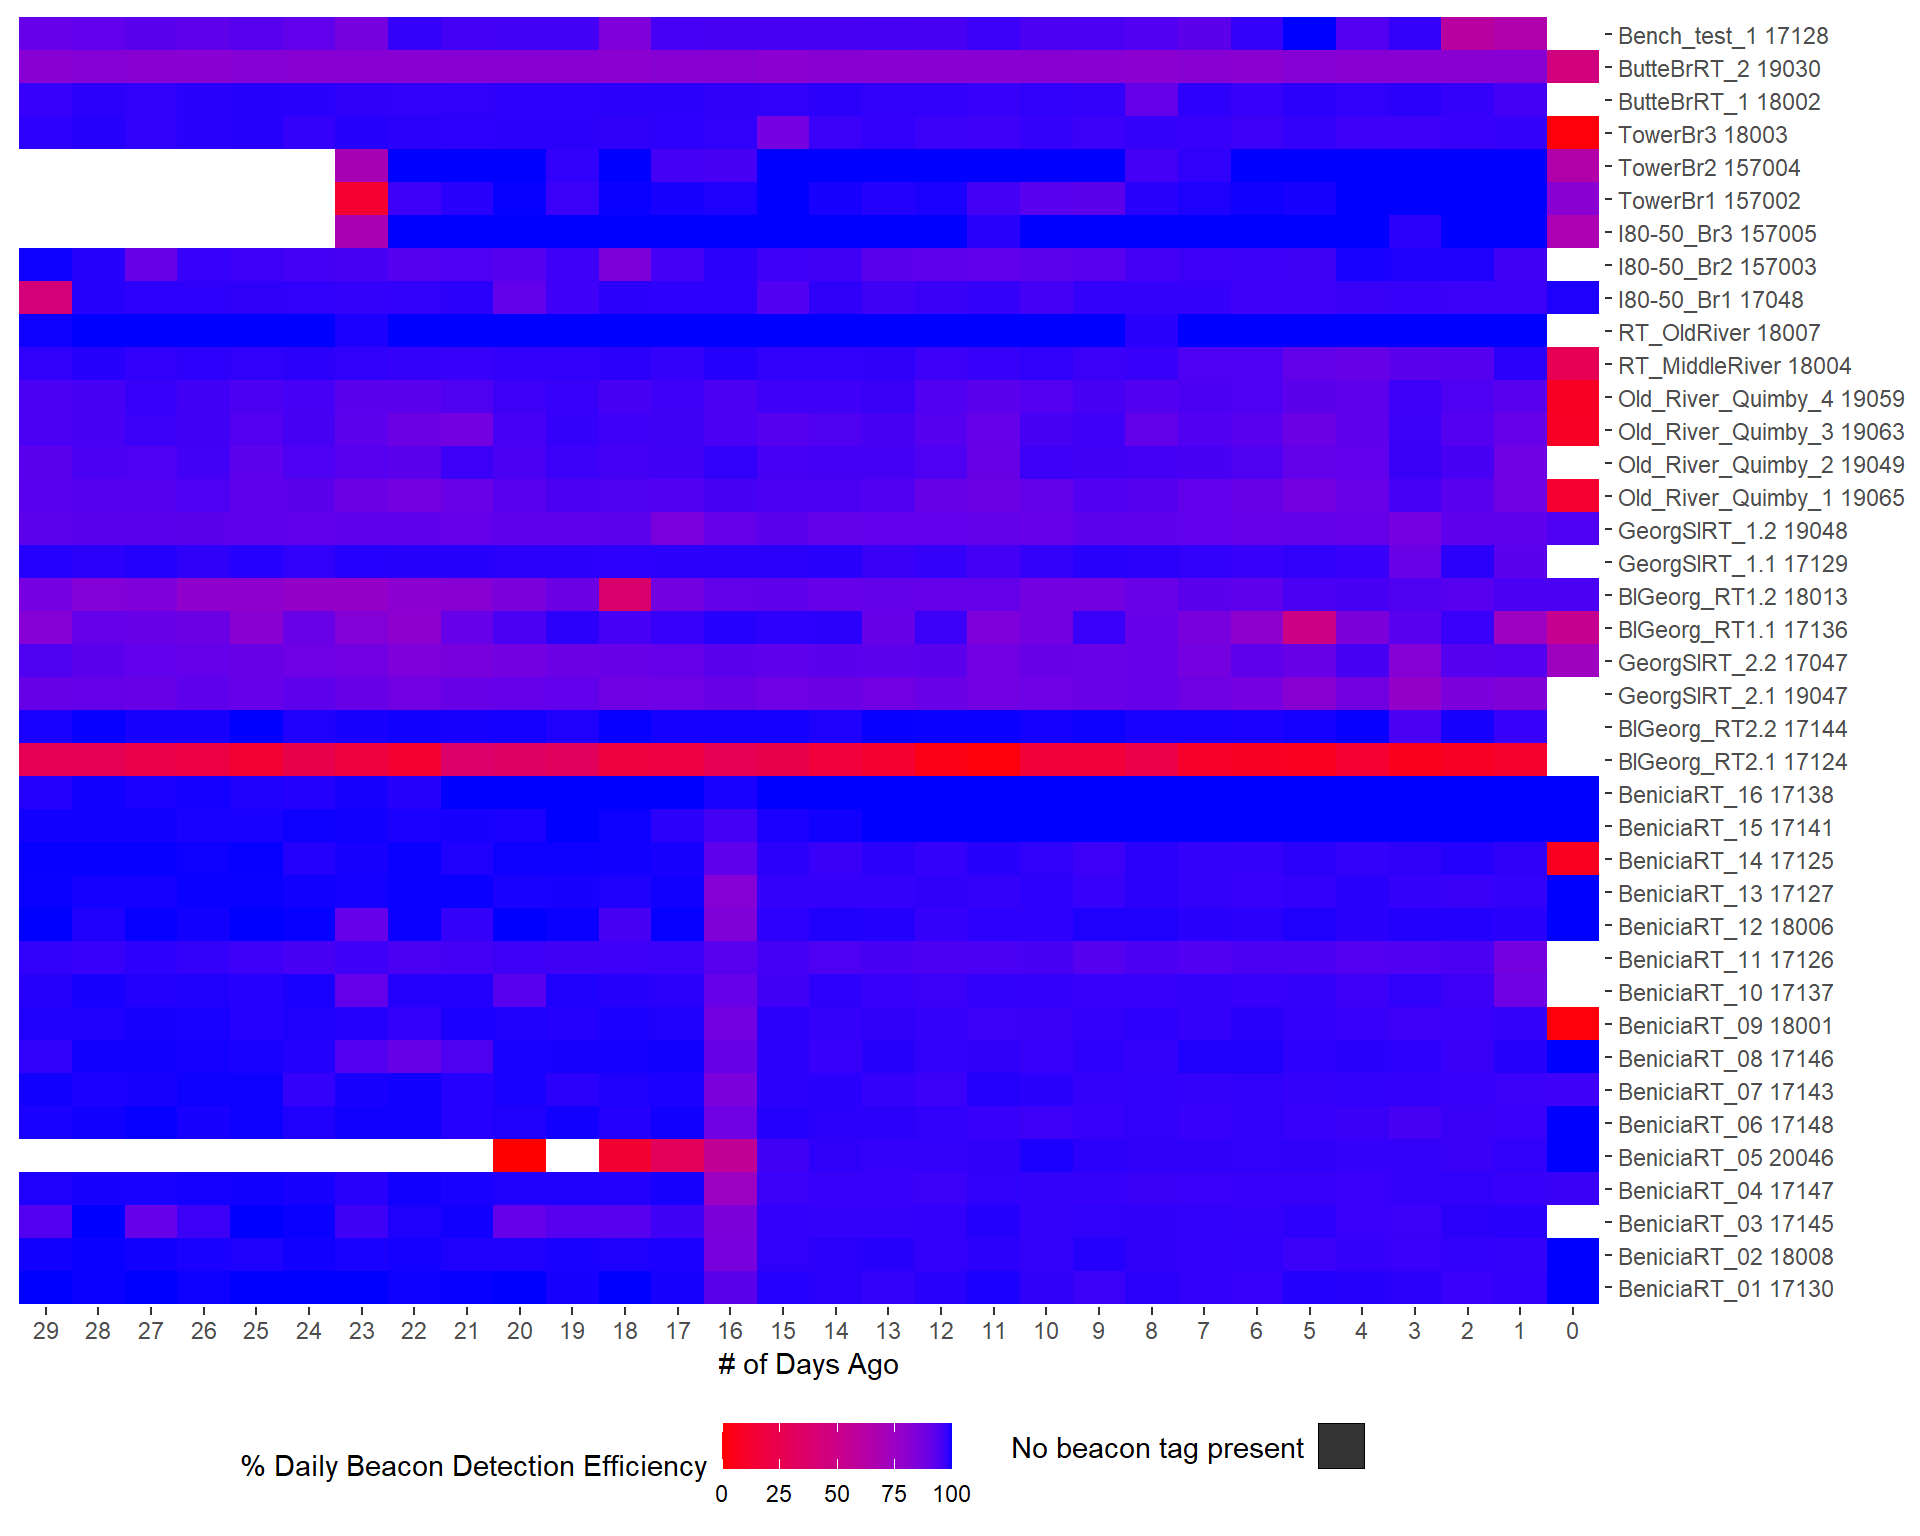 Bench_test_1 17128
ButteBrRT_2 19030
ButteBrRT_1 18002
TowerBr3 18003
TowerBr2 157004
TowerBr1 157002
I80-50_Br3 157005
I80-50_Br2 157003
I80-50_Br1 17048
RT_OldRiver 18007
RT_MiddleRiver 18004
Old_River_Quimby_4 19059
Old_River_Quimby_3 19063
Old_River_Quimby_2 19049
Old_River_Quimby_1 19065
GeorgSlRT_1.2 19048
GeorgSlRT_1.1 17129
BlGeorg_RT1.2 18013
BlGeorg_RT1.1 17136
GeorgSlRT_2.2 17047
GeorgSlRT_2.1 19047
BlGeorg_RT2.2 17144
BlGeorg_RT2.1 17124
BeniciaRT_16 17138
BeniciaRT_15 17141
BeniciaRT_14 17125
BeniciaRT_13 17127
BeniciaRT_12 18006
BeniciaRT_11 17126
BeniciaRT_10 17137
BeniciaRT_09 18001
BeniciaRT_08 17146
BeniciaRT_07 17143
BeniciaRT_06 17148
BeniciaRT_05 20046
BeniciaRT_04 17147
BeniciaRT_03 17145
BeniciaRT_02 18008
BeniciaRT_01 17130
29 28 27 26 25 24 23 22 21 20 19 18 17 16 15 14 13 12 11 10 9 8 7 6 5 4 3 2 1 0
# of Days Ago
% Daily Beacon Detection Efficiency
0 25 50 75 100
No beacon tag present